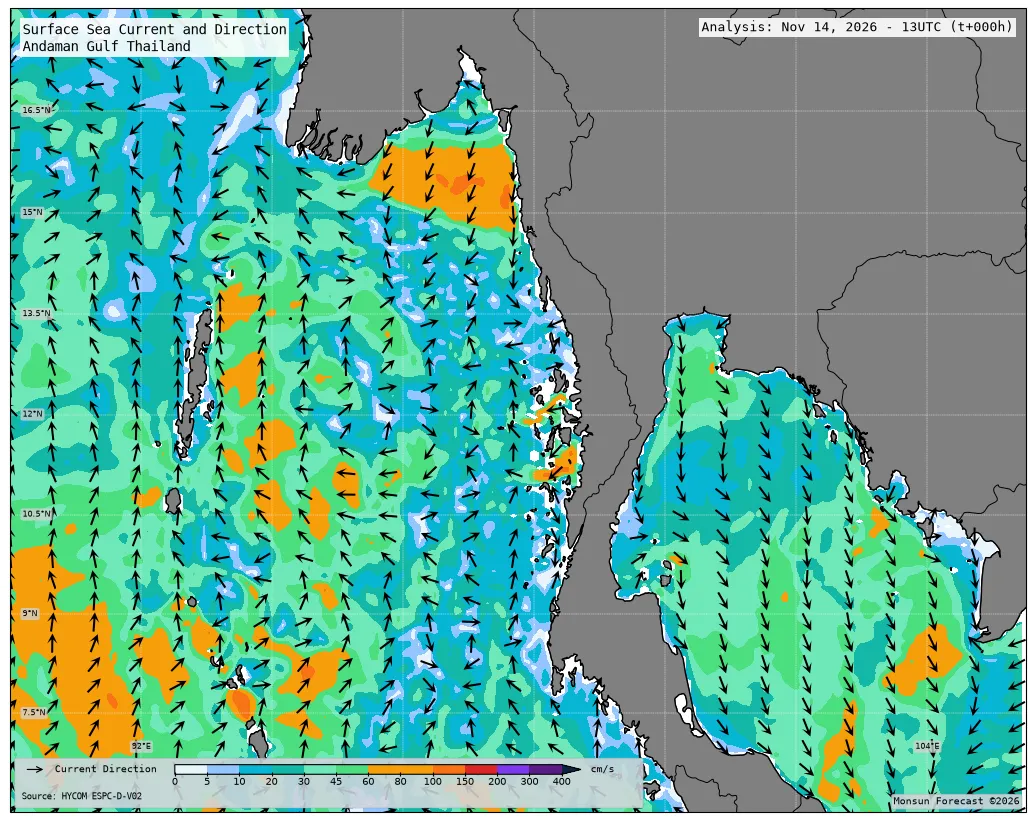 Surface Sea Current and Direction
Andaman Gulf Thailand
Analysis: Nov 14, 2026 - 13UTC (t+000h)
16.5°N
15°N
13.5°N
12°N
10.5°N
9°N
7.5°N
92°E
104°E
Current Direction
0 5 10 20 30 45 60 80 100 150 200 300 400 cm/s
Source: HYCOM ESPC-D-V02
Monsun Forecast ©2026